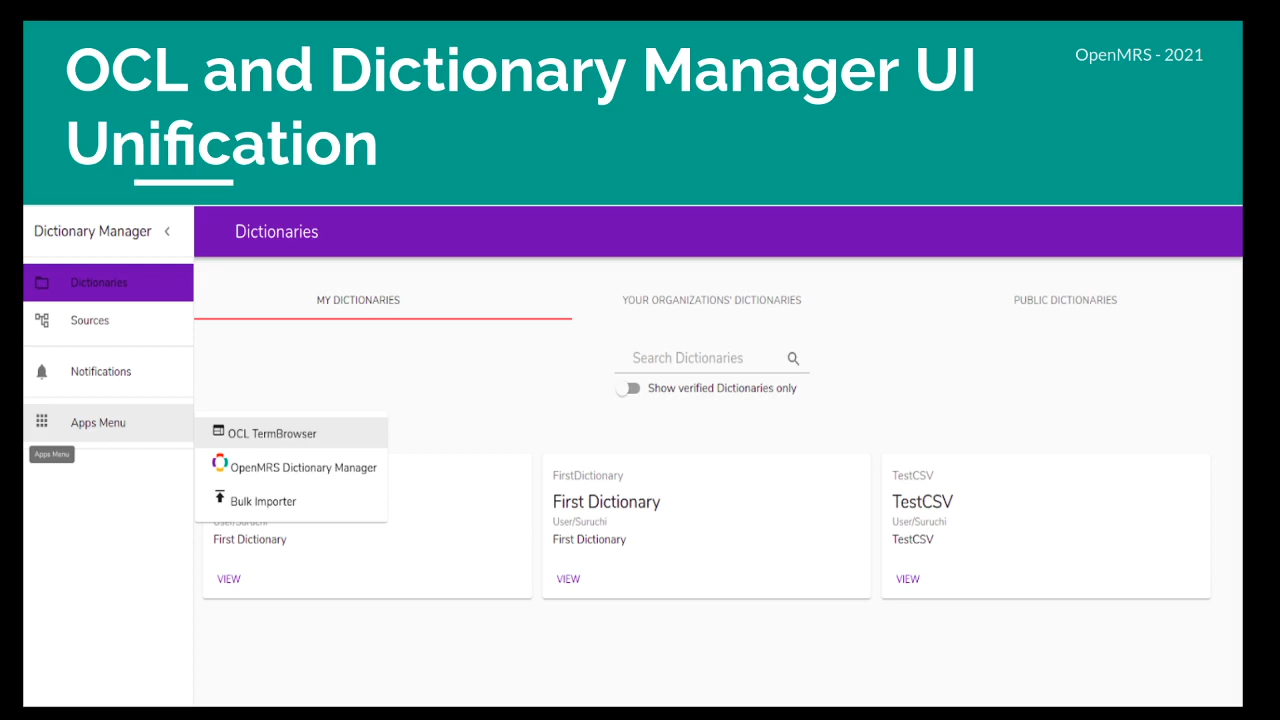 OCL and Dictionary Manager UI
Unification
OpenMRS - 2021
Dictionary Manager
Dictionaries
Dictionaries
Sources
Notifications
Apps Menu
Apps Menu
MY DICTIONARIES
YOUR ORGANIZATIONS' DICTIONARIES
PUBLIC DICTIONARIES
Search Dictionaries
Show verified Dictionaries only
OCL TermBrowser
OpenMRS Dictionary Manager
Bulk Importer
User/Suruchi
First Dictionary
VIEW
FirstDictionary
First Dictionary
User/Suruchi
First Dictionary
VIEW
TestCSV
TestCSV
User/Suruchi
TestCSV
VIEW